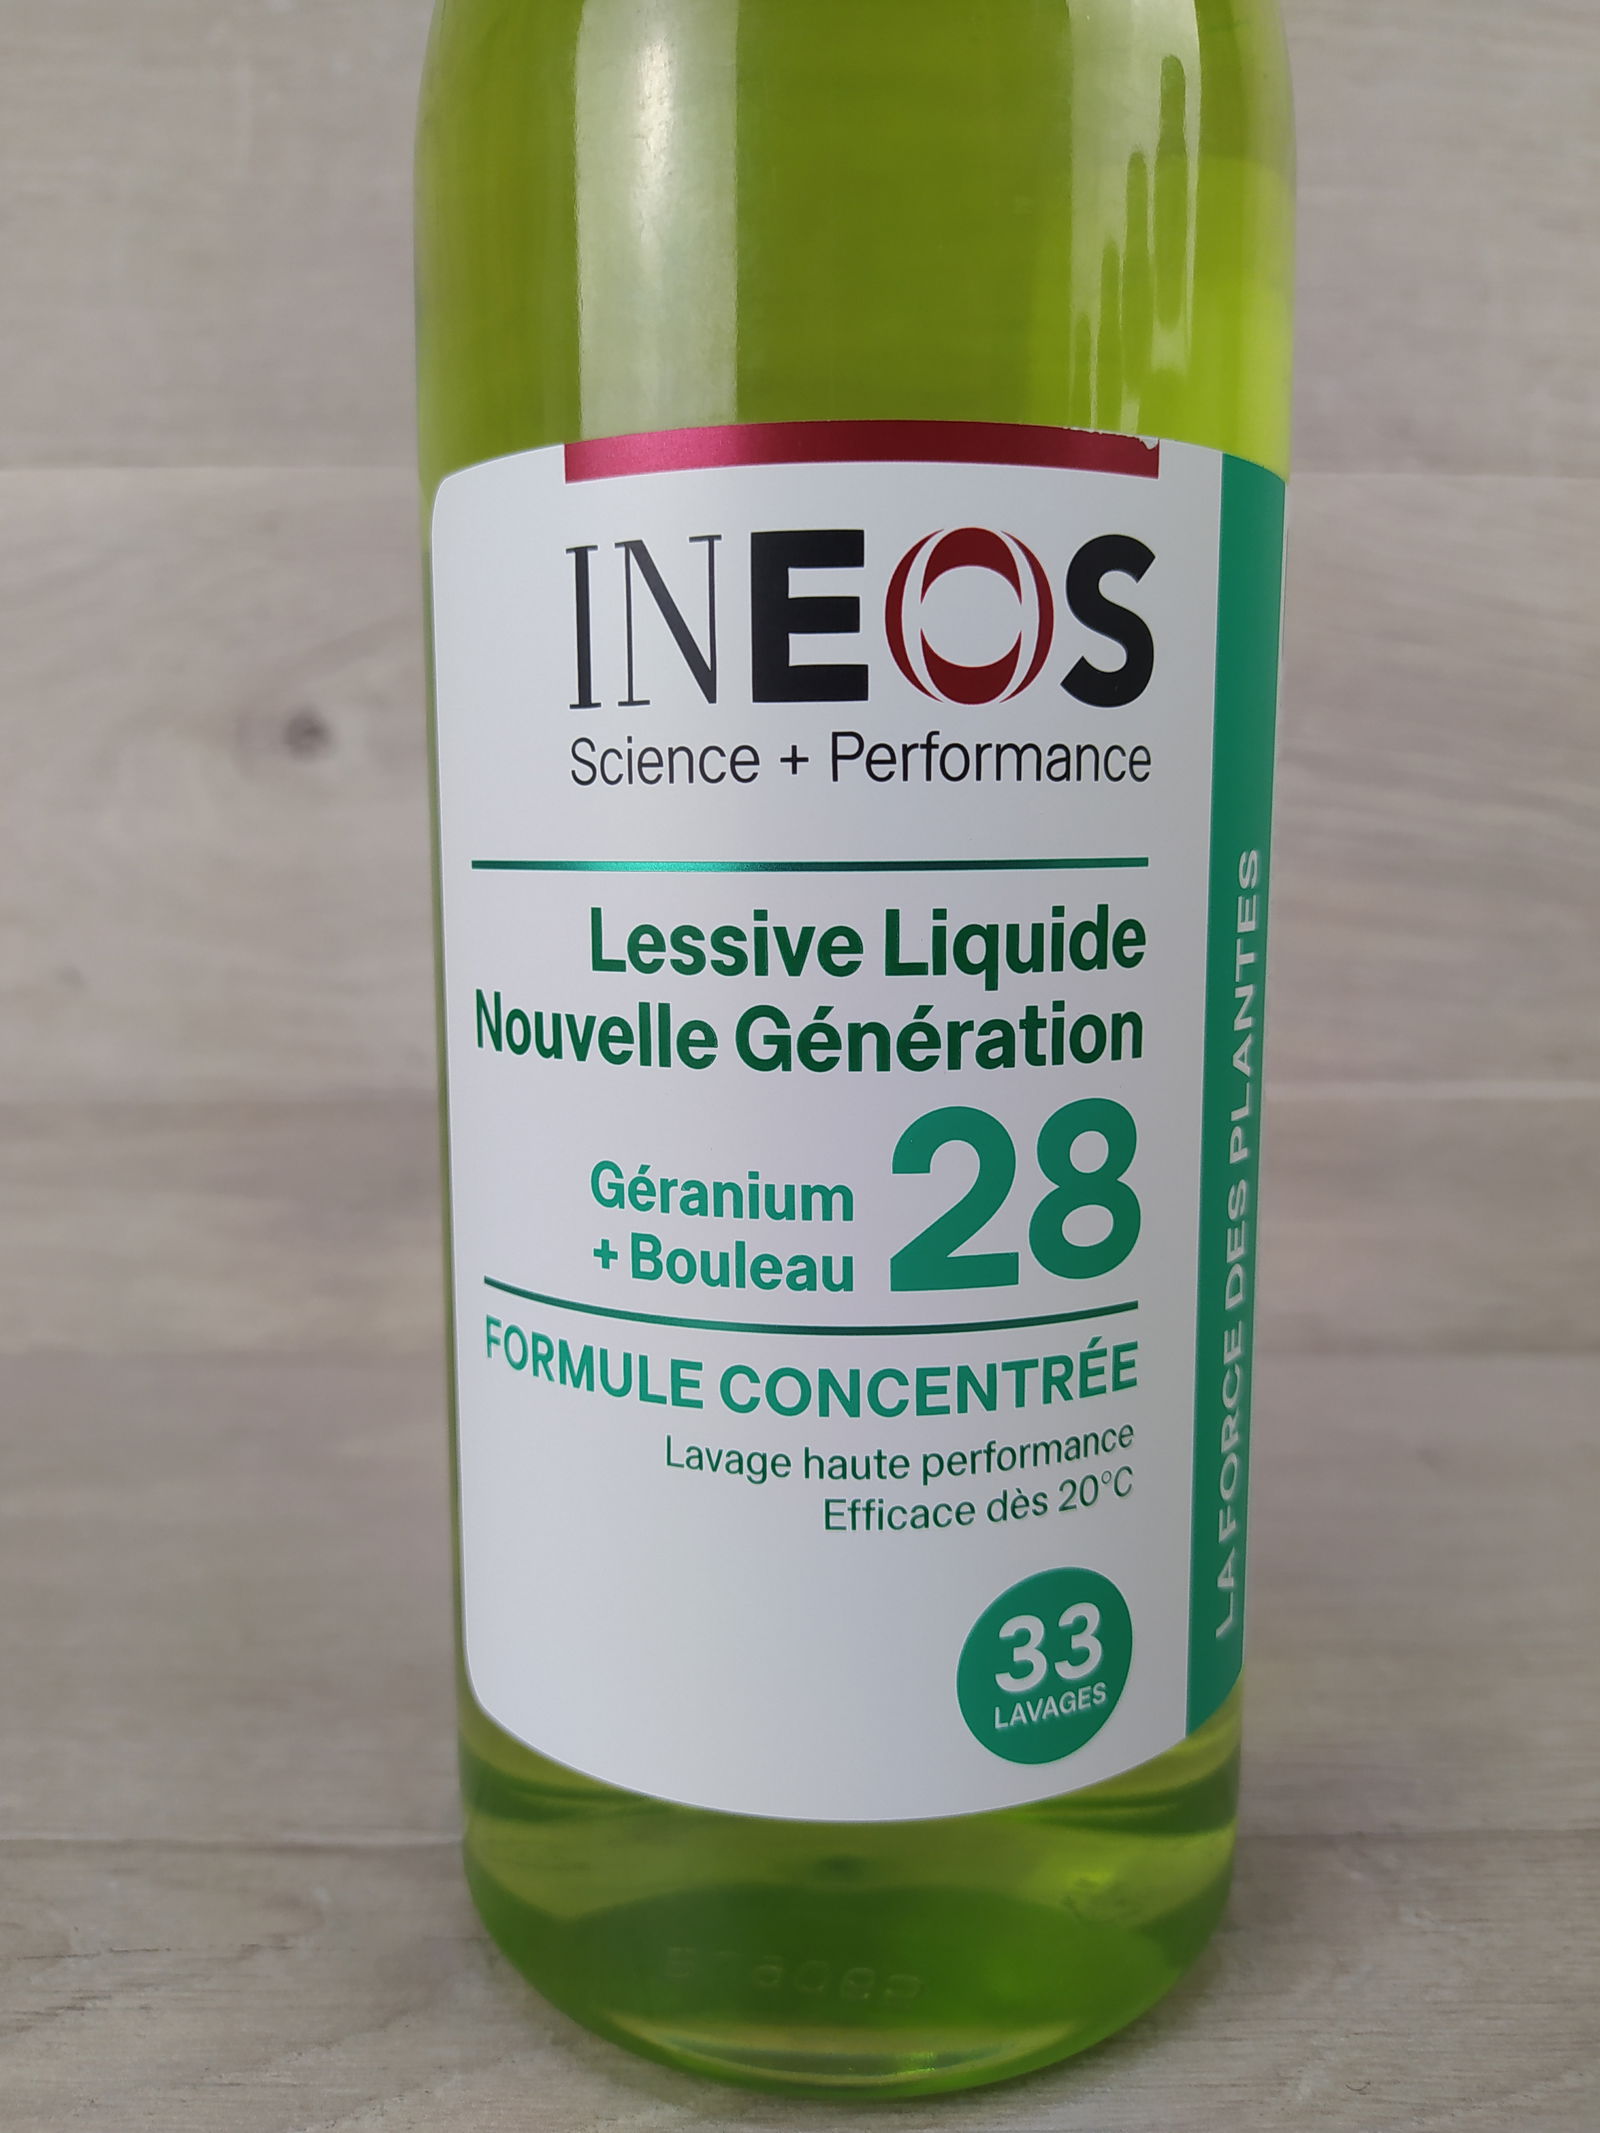 INEOS
Science + Performance
Lessive Liquide
Nouvelle Génération
Géranium
+ Bouleau
28
FORMULE CONCENTRÉE
Lavage haute performance
Efficace dès 20°C
33
LAVAGES
LA FORCE DES PLANTES